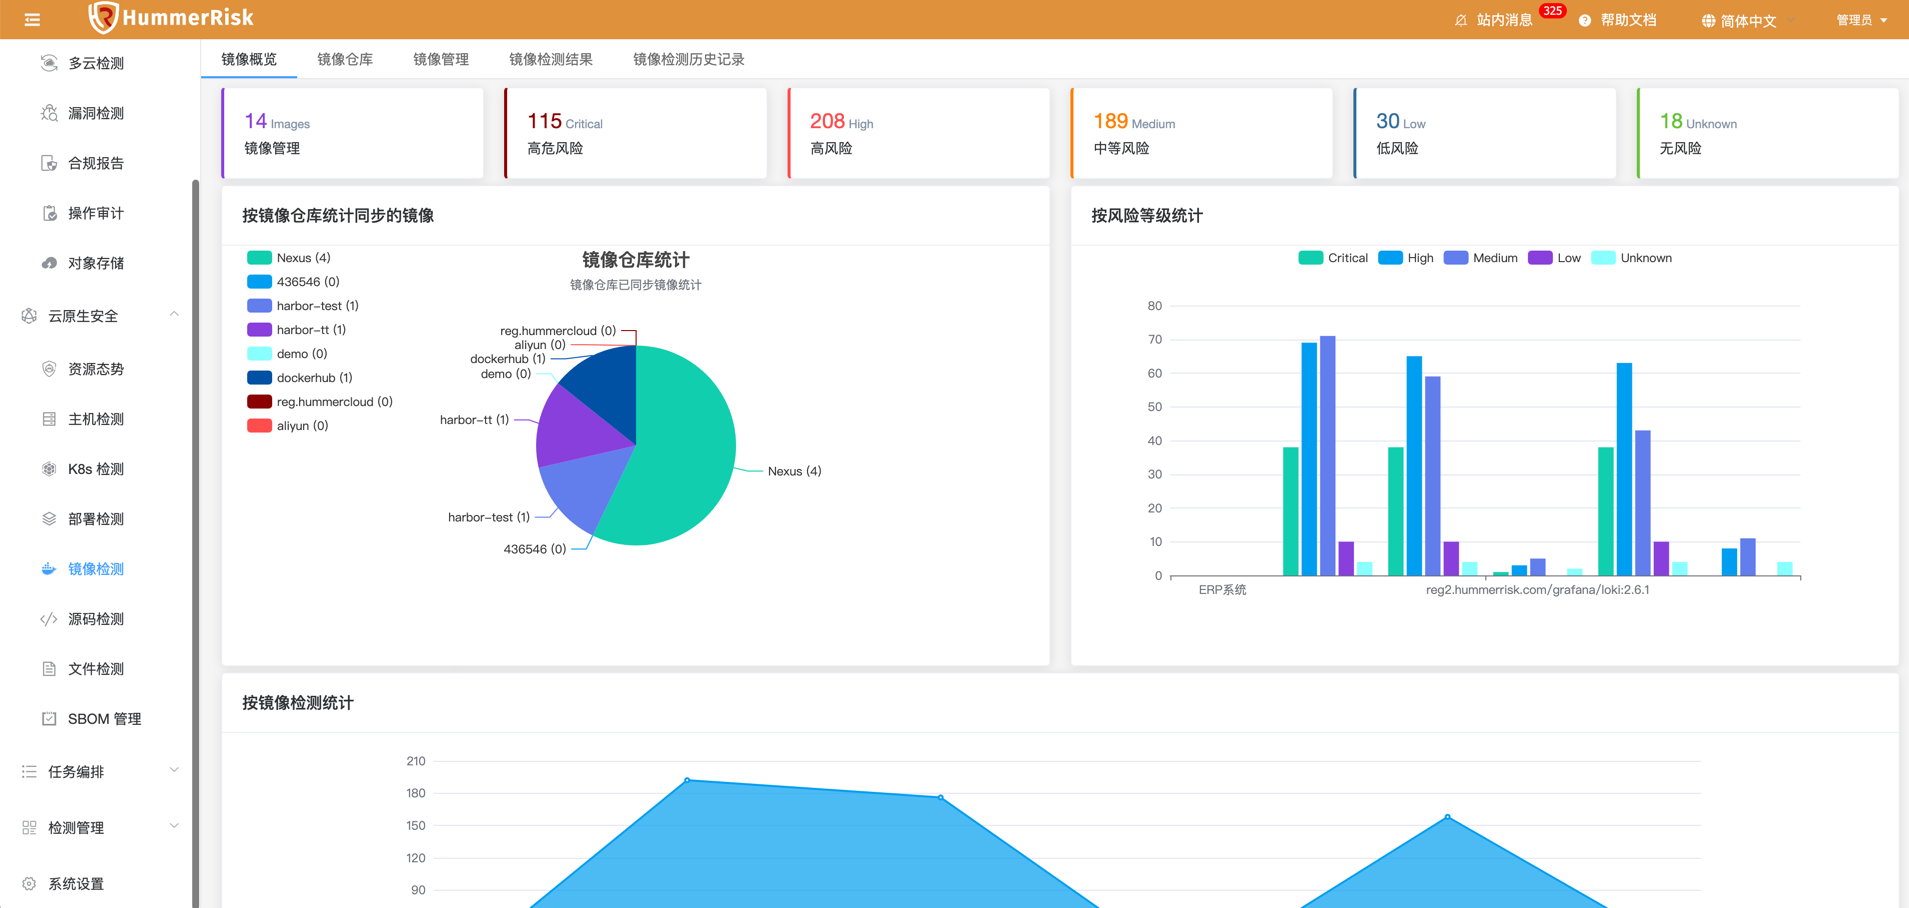 HummerRisk
站内消息 325 帮助文档 简体中文 管理员
多云检测
漏洞检测
合规报告
操作审计
对象存储
云原生安全
资源态势
主机检测
K8s 检测
部署检测
镜像检测
源码检测
文件检测
SBOM 管理
任务编排
检测管理
系统设置
镜像概览 镜像仓库 镜像管理 镜像检测结果 镜像检测历史记录
14 Images
镜像管理
115 Critical
高危风险
208 High
高风险
189 Medium
中等风险
30 Low
低风险
18 Unknown
无风险
按镜像仓库统计同步的镜像
Nexus (4)
436546 (0)
harbor-test (1)
harbor-tt (1)
demo (0)
dockerhub (1)
reg.hummercloud (0)
aliyun (0)
镜像仓库统计
镜像仓库已同步镜像统计
reg.hummercloud (0)
aliyun (0)
dockerhub (1)
demo (0)
harbor-tt (1)
Nexus (4)
harbor-test (1)
436546 (0)
按风险等级统计
Critical High Medium Low Unknown
80
70
60
50
40
30
20
10
0
ERP系统 reg2.hummerrisk.com/grafana/loki:2.6.1
按镜像检测统计
210
180
150
120
90